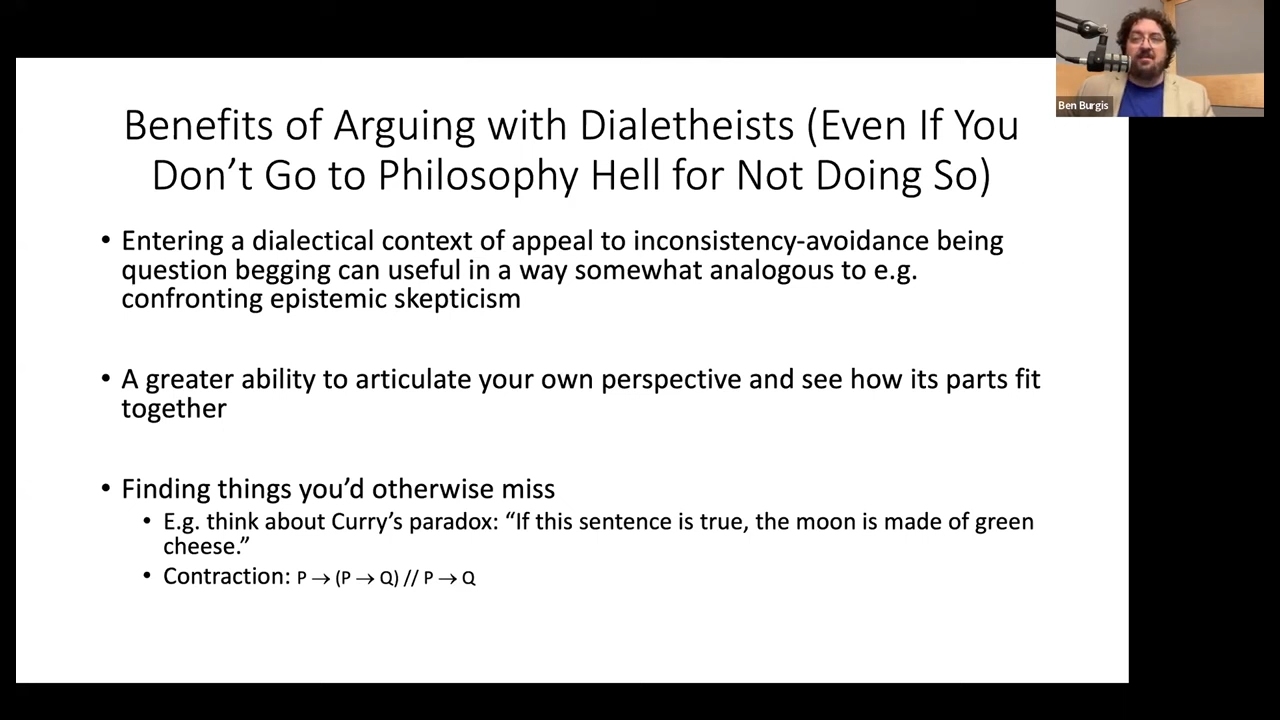 Benefits of Arguing with Dialetheists (Even If You
Don’t Go to Philosophy Hell for Not Doing So)
• Entering a dialectical context of appeal to inconsistency-avoidance being
question begging can useful in a way somewhat analogous to e.g.
confronting epistemic skepticism
• A greater ability to articulate your own perspective and see how its parts fit
together
• Finding things you’d otherwise miss
• E.g. think about Curry’s paradox: “If this sentence is true, the moon is made of green
cheese.”
• Contraction: P → (P → Q) // P → Q
Ben Burgis